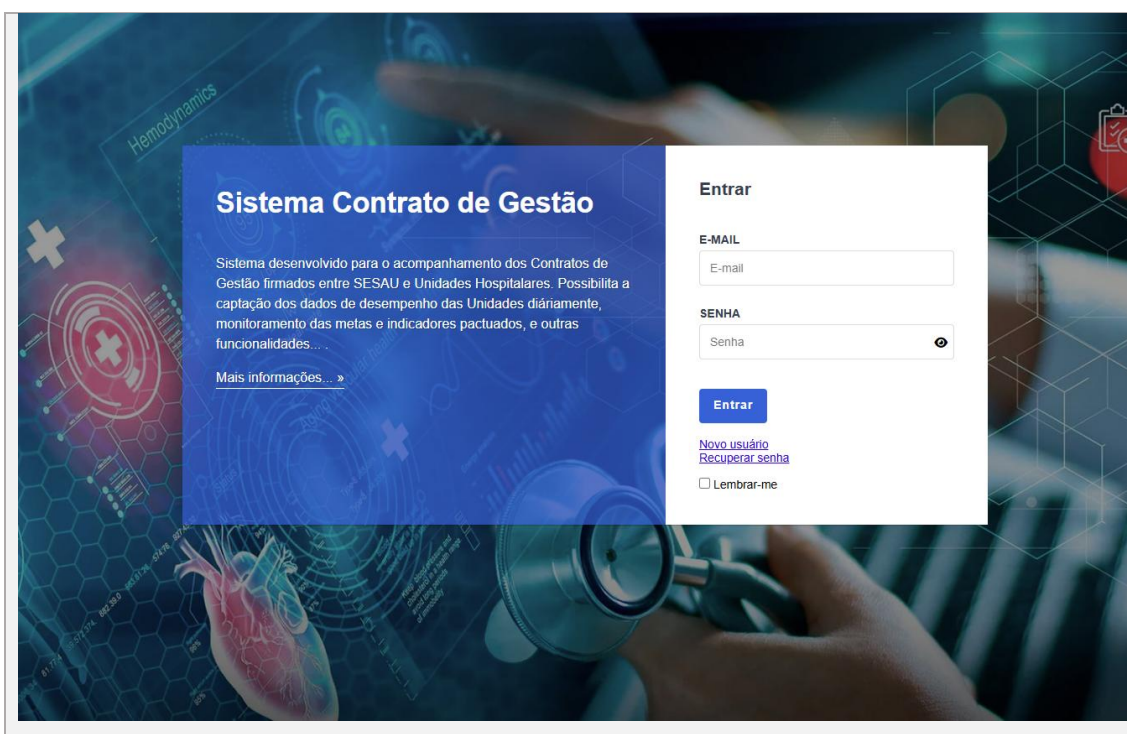 Hemodynamics
Sistema Contrato de Gestão
Sistema desenvolvido para o acompanhamento dos Contratos de
Gestão firmados entre SESAU e Unidades Hospitalares. Possibilita a
captação dos dados de desempenho das Unidades diáriamente,
monitoramento das metas e indicadores pactuados, e outras
funcionalidades... .
Mais informações... »
Entrar
E-MAIL
E-mail
SENHA
Senha
Entrar
Novo usuário
Recuperar senha
Lembrar-me